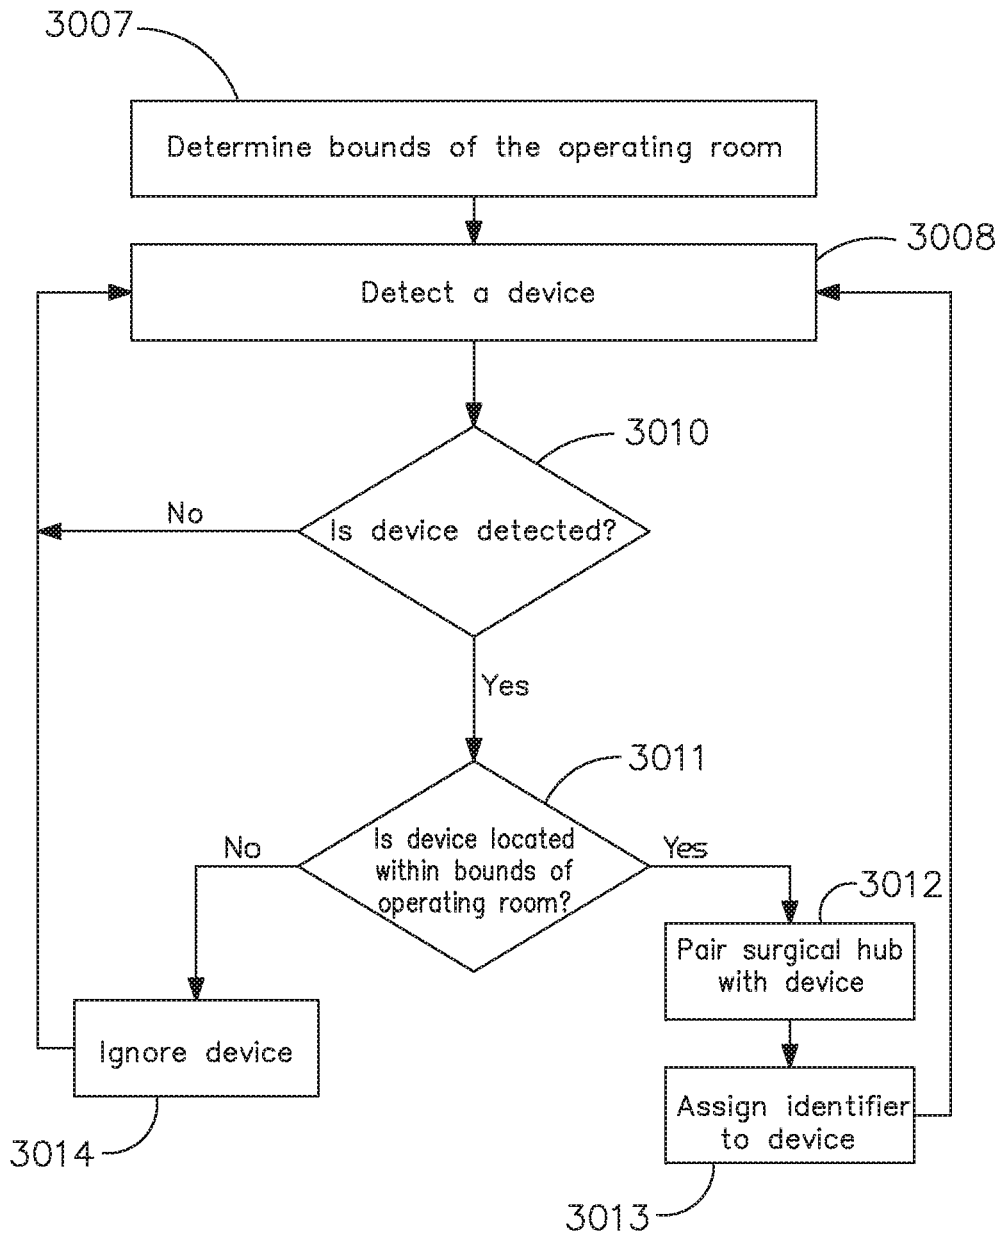 3007
Determine bounds of the operating room
3008
Detect a device
3010
Is device detected?
No
Yes
3011
Is device located
within bounds of
operating room?
No
Yes
3012
Pair surgical hub
with device
Ignore device
3014
Assign identifier
to device
3013